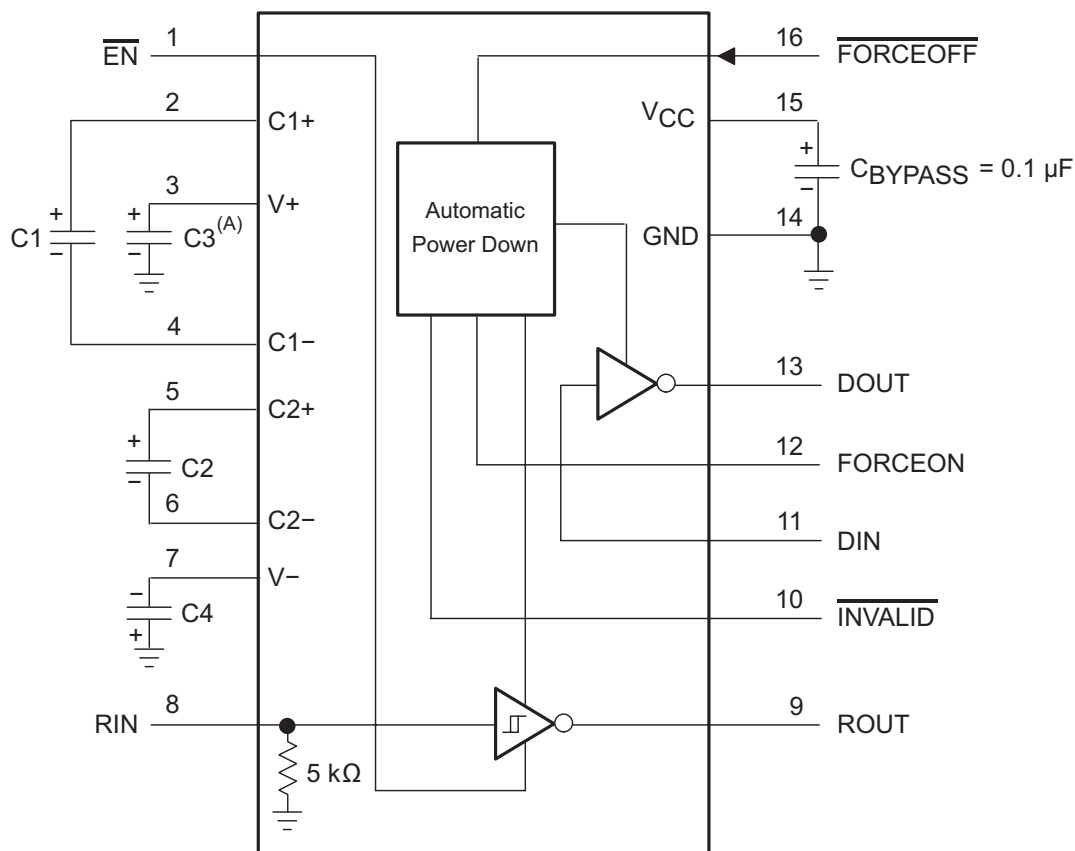 1
EN
2
C1+
3
V+
+
−
C1
+
−
C3(A)
4
C1−
5
C2+
+
−
C2
6
C2−
7
V−
−
C4
+
8
RIN
5 kΩ
Automatic
Power Down
16
FORCEOFF
15
VCC
+
CBYPASS = 0.1 µF
−
14
GND
13
DOUT
12
FORCEON
11
DIN
10
INVALID
9
ROUT